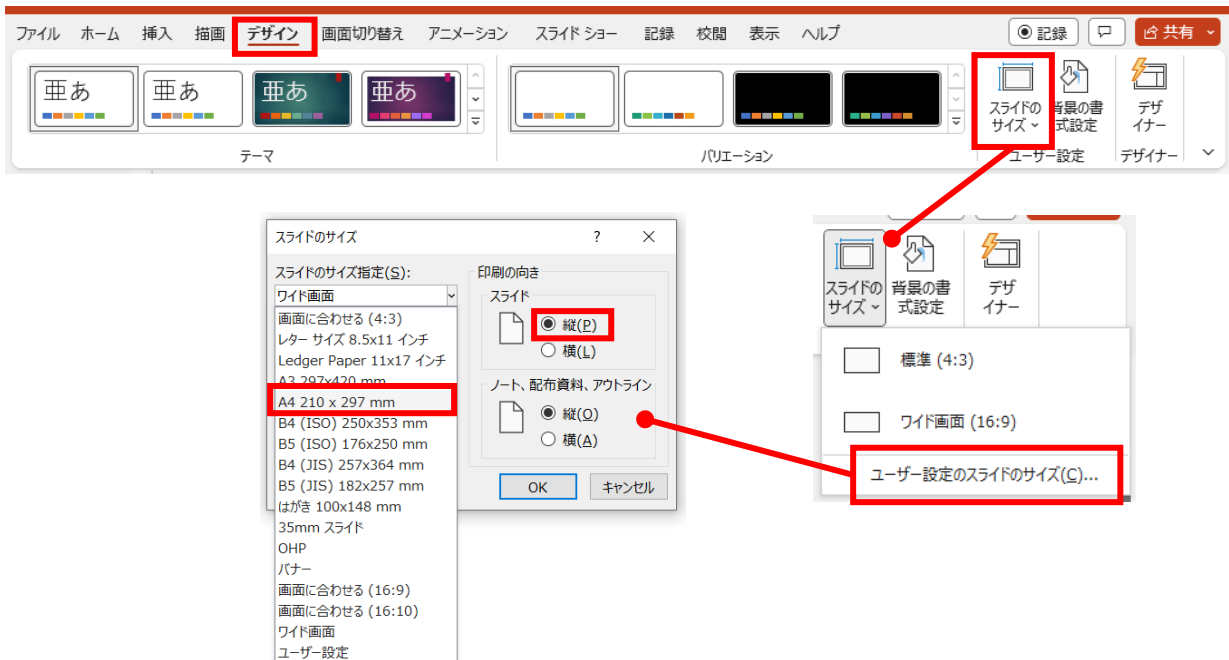 ファイル ホーム 挿入 描画 デザイン 画面切り替え アニメーション スライド ショー 記録 校閲 表示 ヘルプ 記録 共有
亜あ 亜あ 亜あ 亜あ
スライドの 背景の書 デザ
サイズ 式設定 イナー
テーマ バリエーション ユーザー設定 デザイナー
スライドのサイズ ?
スライドのサイズ指定(S):
ワイド画面
画面に合わせる (4:3)
レター サイズ 8.5x11 インチ
Ledger Paper 11x17 インチ
A3 297x420 mm
A4 210 x 297 mm
B4 (ISO) 250x353 mm
B5 (ISO) 176x250 mm
B4 (JIS) 257x364 mm
B5 (JIS) 182x257 mm
はがき 100x148 mm
35mm スライド
OHP
バナー
画面に合わせる (16:9)
画面に合わせる (16:10)
ワイド画面
ユーザー設定
印刷の向き
スライド
縦(P)
横(L)
ノート、配布資料、アウトライン
縦(O)
横(A)
OK キャンセル
スライドの 背景の書 デザ
サイズ 式設定 イナー
標準 (4:3)
ワイド画面 (16:9)
ユーザー設定のスライドのサイズ(C)...